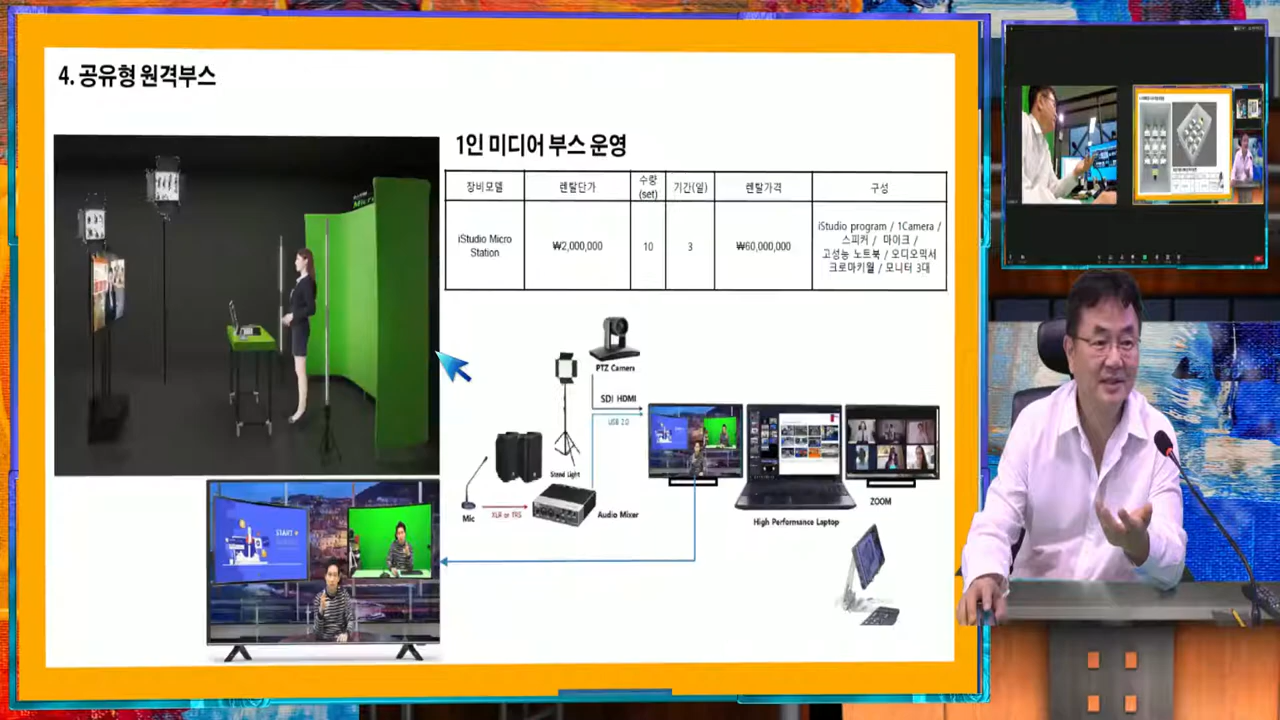 4. 공유형 원격부스
1인 미디어 부스 운영
장비모델 렌탈단가 수량(set) 기간(일) 렌탈가격 구성
iStudio Micro Station ₩2,000,000 10 3 ₩60,000,000 iStudio program / 1Camera / 스피커 / 마이크 / 고성능 노트북 / 오디오믹서 크로마키월 / 모니터 3대
PTZ Camera
SDI HDMI
USB 2.0
Stand Light
Mic
XLR or TRS
Audio Mixer
High Performance Laptop
ZOOM
START